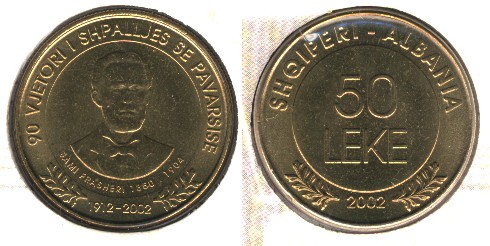 90 VJETORI I SHPALLJES SE PAVARSISE
SAMI FRASHERI 1850 - 1904
1912-2002
SHQIPERI - ALBANIA
50
LEKE
2002